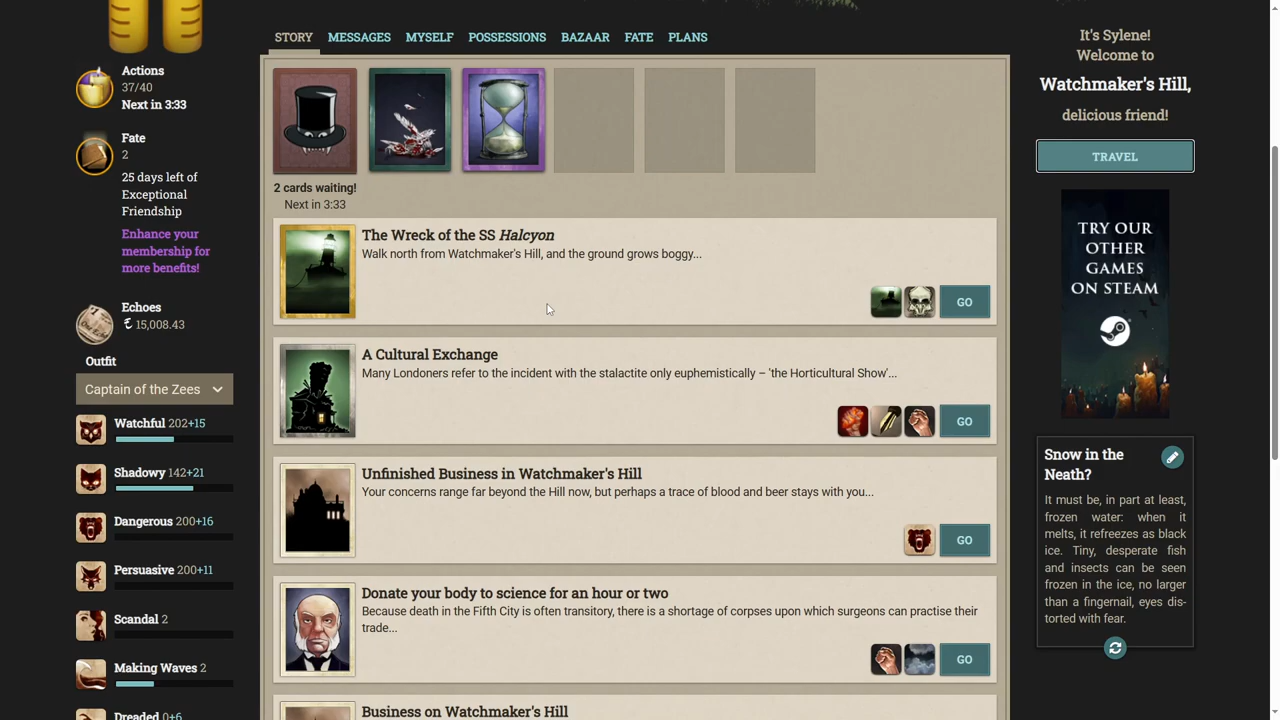 STORY MESSAGES MYSELF POSSESSIONS BAZAAR FATE PLANS
Actions
37/40
Next in 3:33
Fate
2
25 days left of
Exceptional
Friendship
Enhance your
membership for
more benefits!
Echoes
15,008.43
Outfit
Captain of the Zees
Watchful 202+15
Shadowy 142+21
Dangerous 200+16
Persuasive 200+11
Scandal 2
Making Waves 2
Dreaded 0+6
2 cards waiting!
Next in 3:33
The Wreck of the SS Halcyon
Walk north from Watchmaker's Hill, and the ground grows boggy...
GO
A Cultural Exchange
Many Londoners refer to the incident with the stalactite only euphemistically – 'the Horticultural Show'...
GO
Unfinished Business in Watchmaker's Hill
Your concerns range far beyond the Hill now, but perhaps a trace of blood and beer stays with you...
GO
Donate your body to science for an hour or two
Because death in the Fifth City is often transitory, there is a shortage of corpses upon which surgeons can practise their
trade...
GO
Business on Watchmaker's Hill
It's Sylene!
Welcome to
Watchmaker's Hill,
delicious friend!
TRAVEL
TRY OUR
OTHER
GAMES
ON STEAM
Snow in the
Neath?
It must be, in part at least,
frozen water: when it
melts, it refreezes as black
ice. Tiny, desperate fish
and insects can be seen
frozen in the ice, no larger
than a fingernail, eyes dis-
torted with fear.